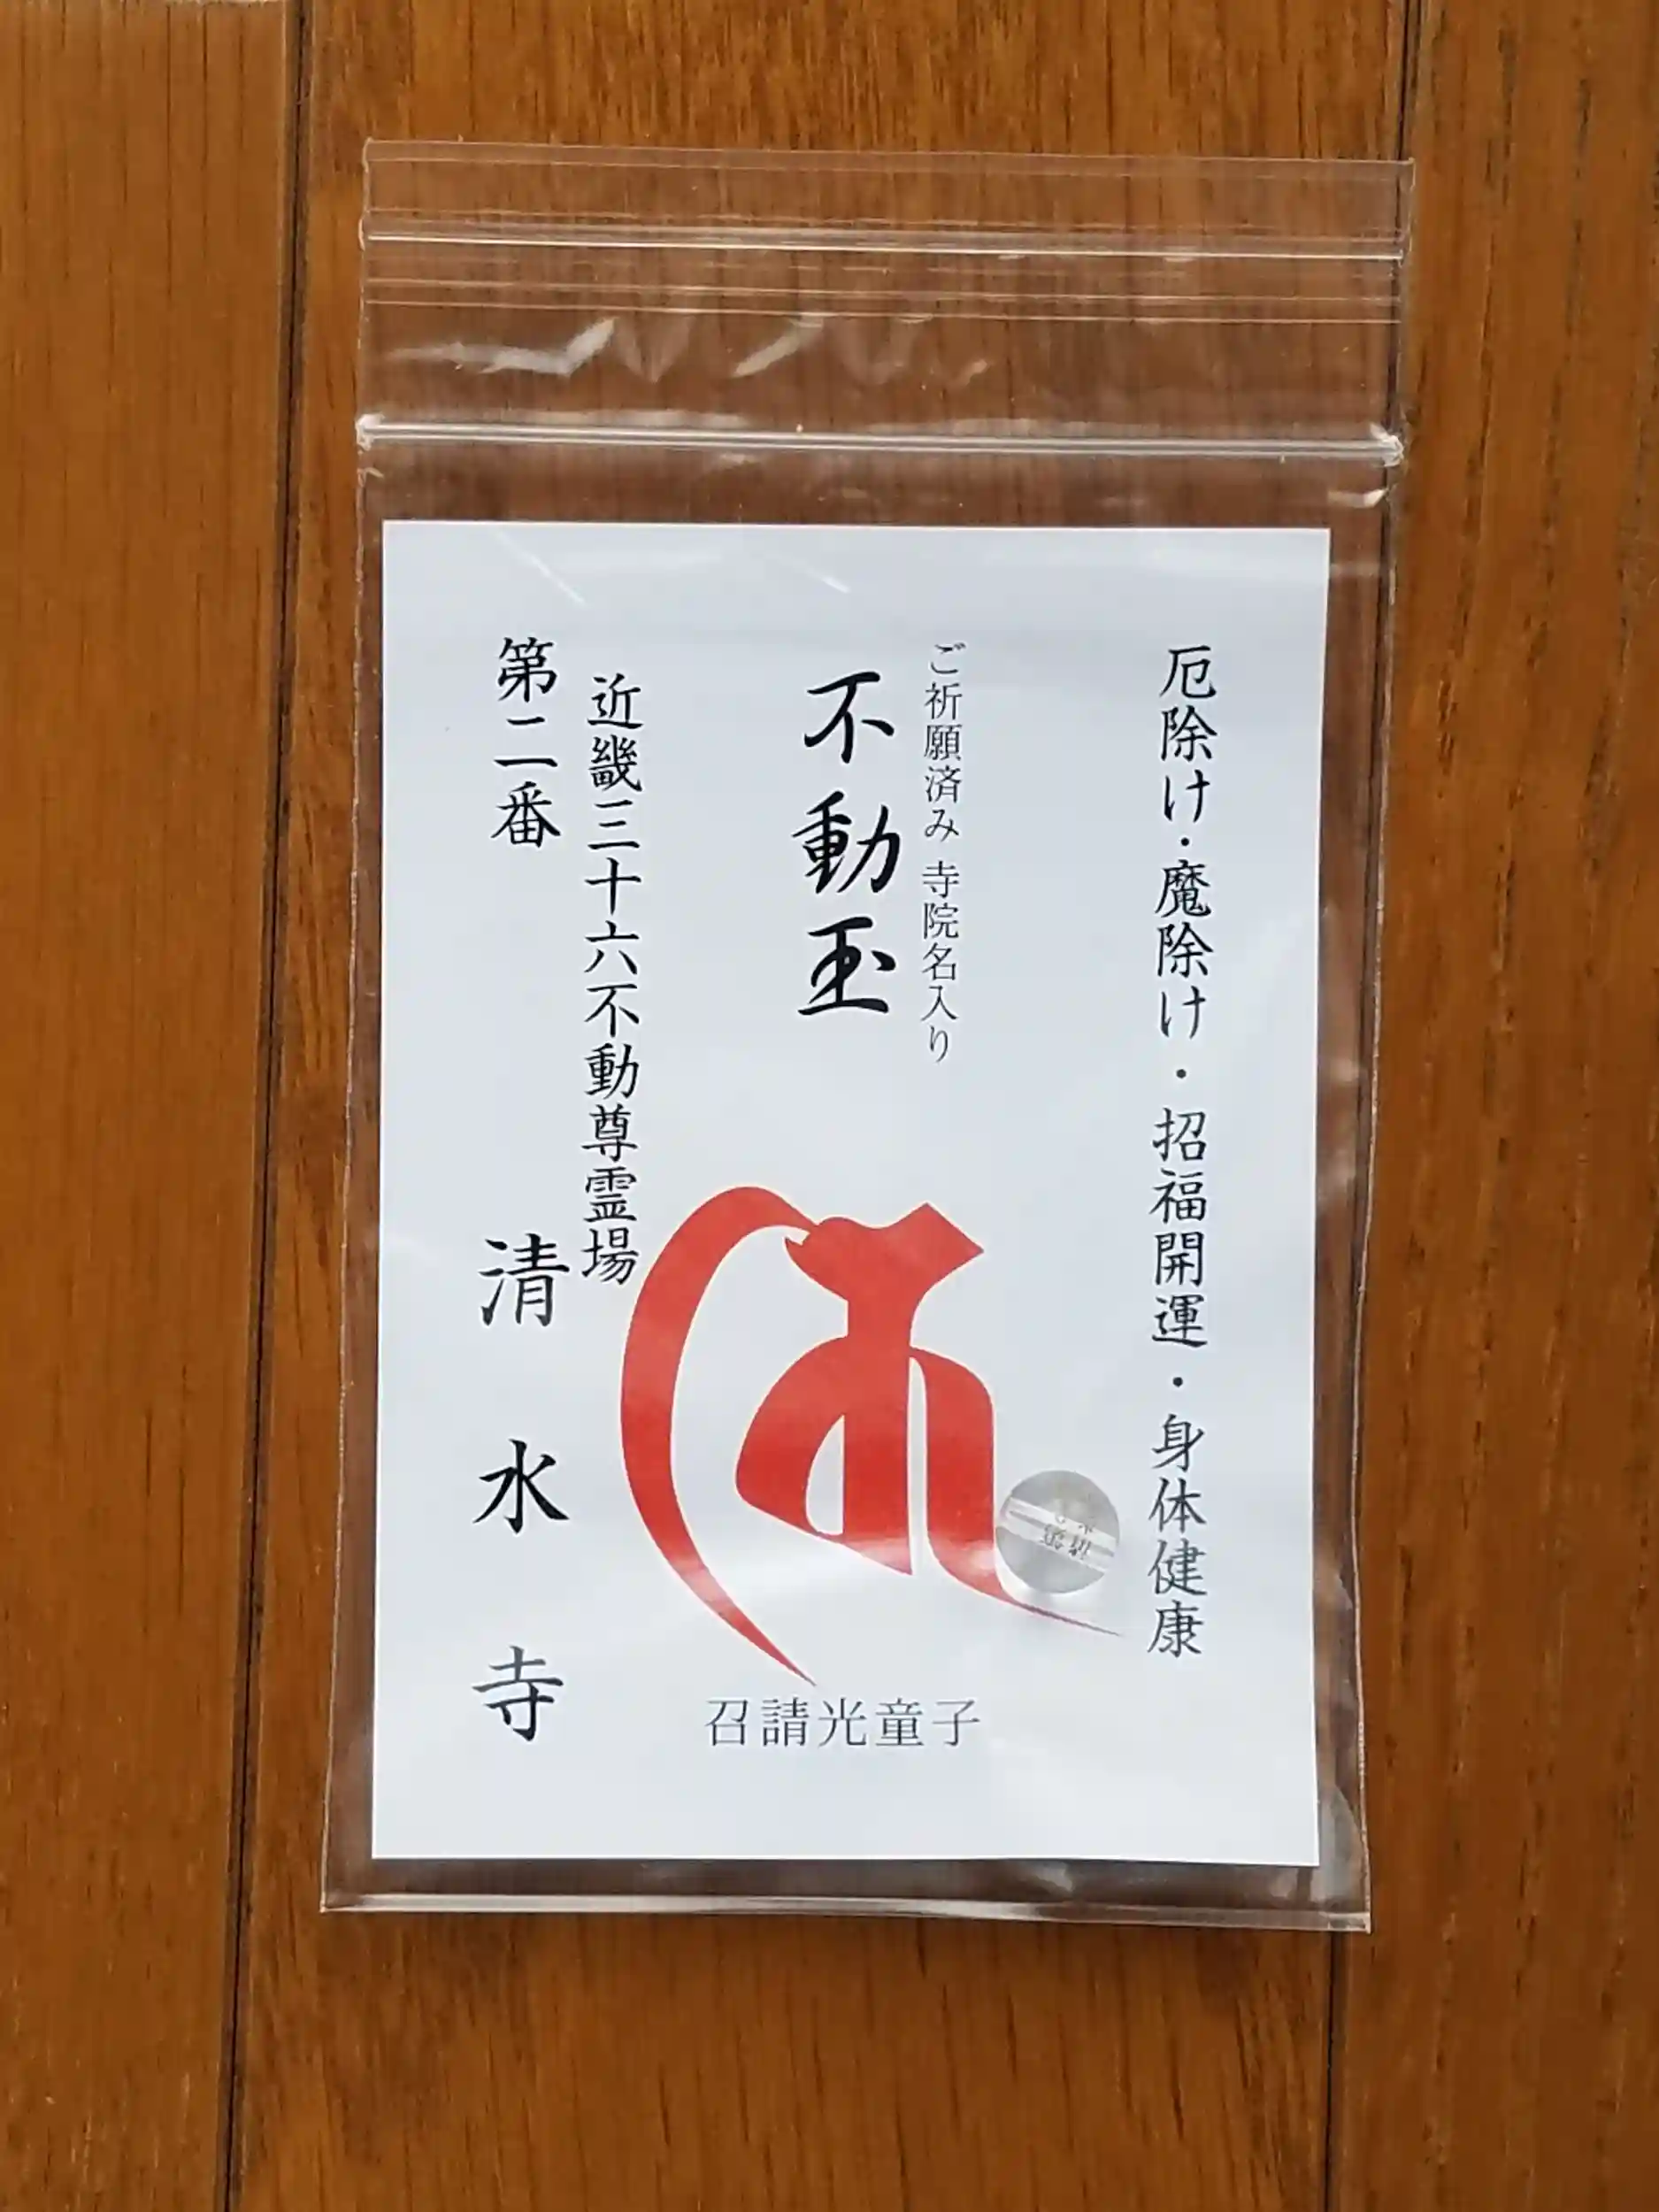 厄除け・魔除け・招福開運・身体健康
ご祈願済み 寺院名入り
不動玉
近畿三十六不動尊霊場
第二番
清水寺
召請光童子